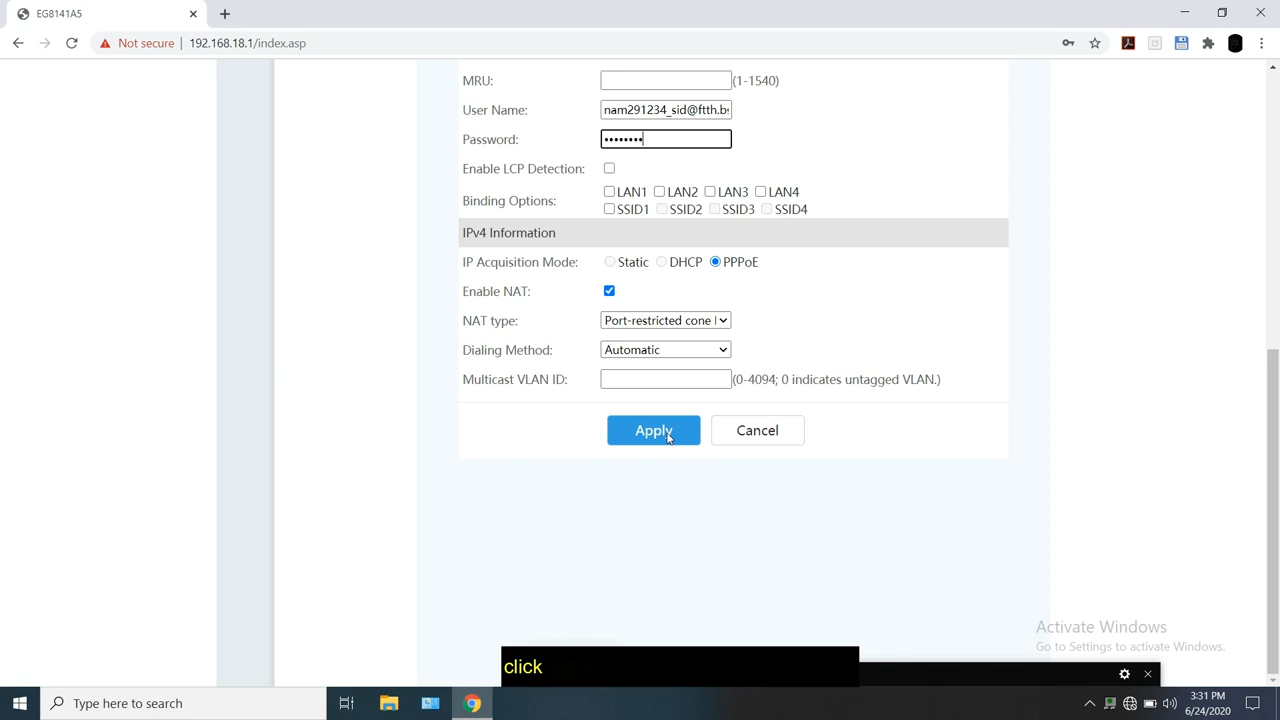 EG8141A5
Not secure 192.168.18.1/index.asp
MRU: (1-1540)
User Name: nam291234_sid@ftth.b
Password: ••••••••
Enable LCP Detection:
Binding Options: LAN1 LAN2 LAN3 LAN4
SSID1 SSID2 SSID3 SSID4
IPv4 Information
IP Acquisition Mode: Static DHCP PPPoE
Enable NAT:
NAT type: Port-restricted cone
Dialing Method: Automatic
Multicast VLAN ID: (0-4094; 0 indicates untagged VLAN.)
Apply Cancel
Activate Windows
Go to Settings to activate Windows.
click
Type here to search
3:31 PM
6/24/2020